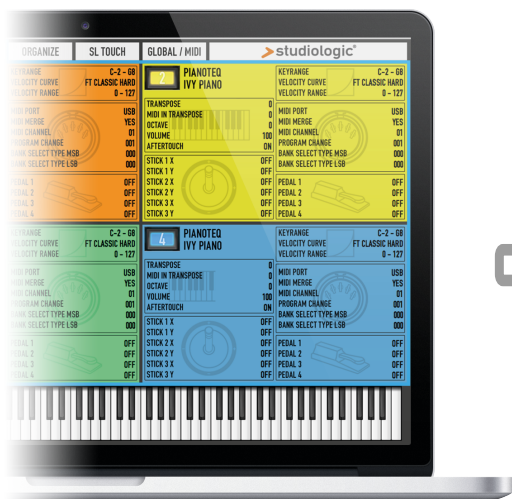 ORGANIZE SL TOUCH GLOBAL / MIDI studiologic®
KEYRANGE C-2 - G8
VELOCITY CURVE FT CLASSIC HARD
VELOCITY RANGE 0 - 127
MIDI PORT USB
MIDI MERGE YES
MIDI CHANNEL 01
PROGRAM CHANGE 001
BANK SELECT TYPE MSB 000
BANK SELECT TYPE LSB 000
PEDAL 1 OFF
PEDAL 2 OFF
PEDAL 3 OFF
PEDAL 4 OFF
2 PIANOTEQ
IVY PIANO
TRANSPOSE 0
MIDI IN TRANSPOSE 0
OCTAVE 0
VOLUME 100
AFTERTOUCH ON
STICK 1 X OFF
STICK 1 Y OFF
STICK 2 X OFF
STICK 2 Y OFF
STICK 3 X OFF
STICK 3 Y OFF
KEYRANGE C-2 - G8
VELOCITY CURVE FT CLASSIC HARD
VELOCITY RANGE 0 - 127
MIDI PORT USB
MIDI MERGE YES
MIDI CHANNEL 01
PROGRAM CHANGE 001
BANK SELECT TYPE MSB 000
BANK SELECT TYPE LSB 000
PEDAL 1 OFF
PEDAL 2 OFF
PEDAL 3 OFF
PEDAL 4 OFF
KEYRANGE C-2 - G8
VELOCITY CURVE FT CLASSIC HARD
VELOCITY RANGE 0 - 127
MIDI PORT USB
MIDI MERGE YES
MIDI CHANNEL 01
PROGRAM CHANGE 001
BANK SELECT TYPE MSB 000
BANK SELECT TYPE LSB 000
PEDAL 1 OFF
PEDAL 2 OFF
PEDAL 3 OFF
PEDAL 4 OFF
4 PIANOTEQ
IVY PIANO
TRANSPOSE 0
MIDI IN TRANSPOSE 0
OCTAVE 0
VOLUME 100
AFTERTOUCH ON
STICK 1 X OFF
STICK 1 Y OFF
STICK 2 X OFF
STICK 2 Y OFF
STICK 3 X OFF
STICK 3 Y OFF
KEYRANGE C-2 - G8
VELOCITY CURVE FT CLASSIC HARD
VELOCITY RANGE 0 - 127
MIDI PORT USB
MIDI MERGE YES
MIDI CHANNEL 01
PROGRAM CHANGE 001
BANK SELECT TYPE MSB 000
BANK SELECT TYPE LSB 000
PEDAL 1 OFF
PEDAL 2 OFF
PEDAL 3 OFF
PEDAL 4 OFF